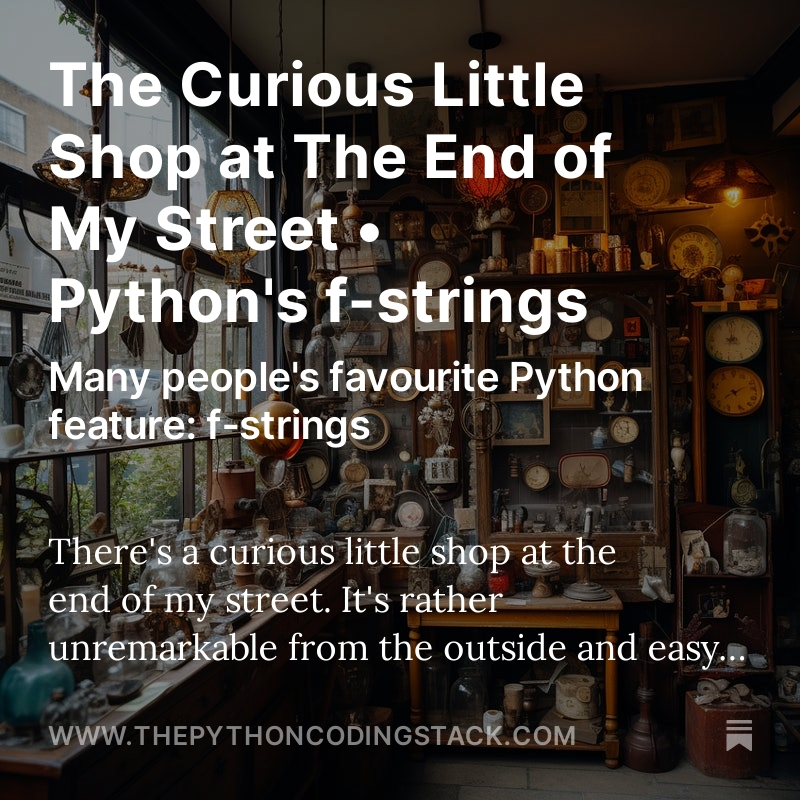 The Curious Little
Shop at The End of
My Street •
Python's f-strings
Many people's favourite Python
feature: f-strings
There's a curious little shop at the
end of my street. It's rather
unremarkable from the outside and easy...
WWW.THEPYTHONCODINGSTACK.COM